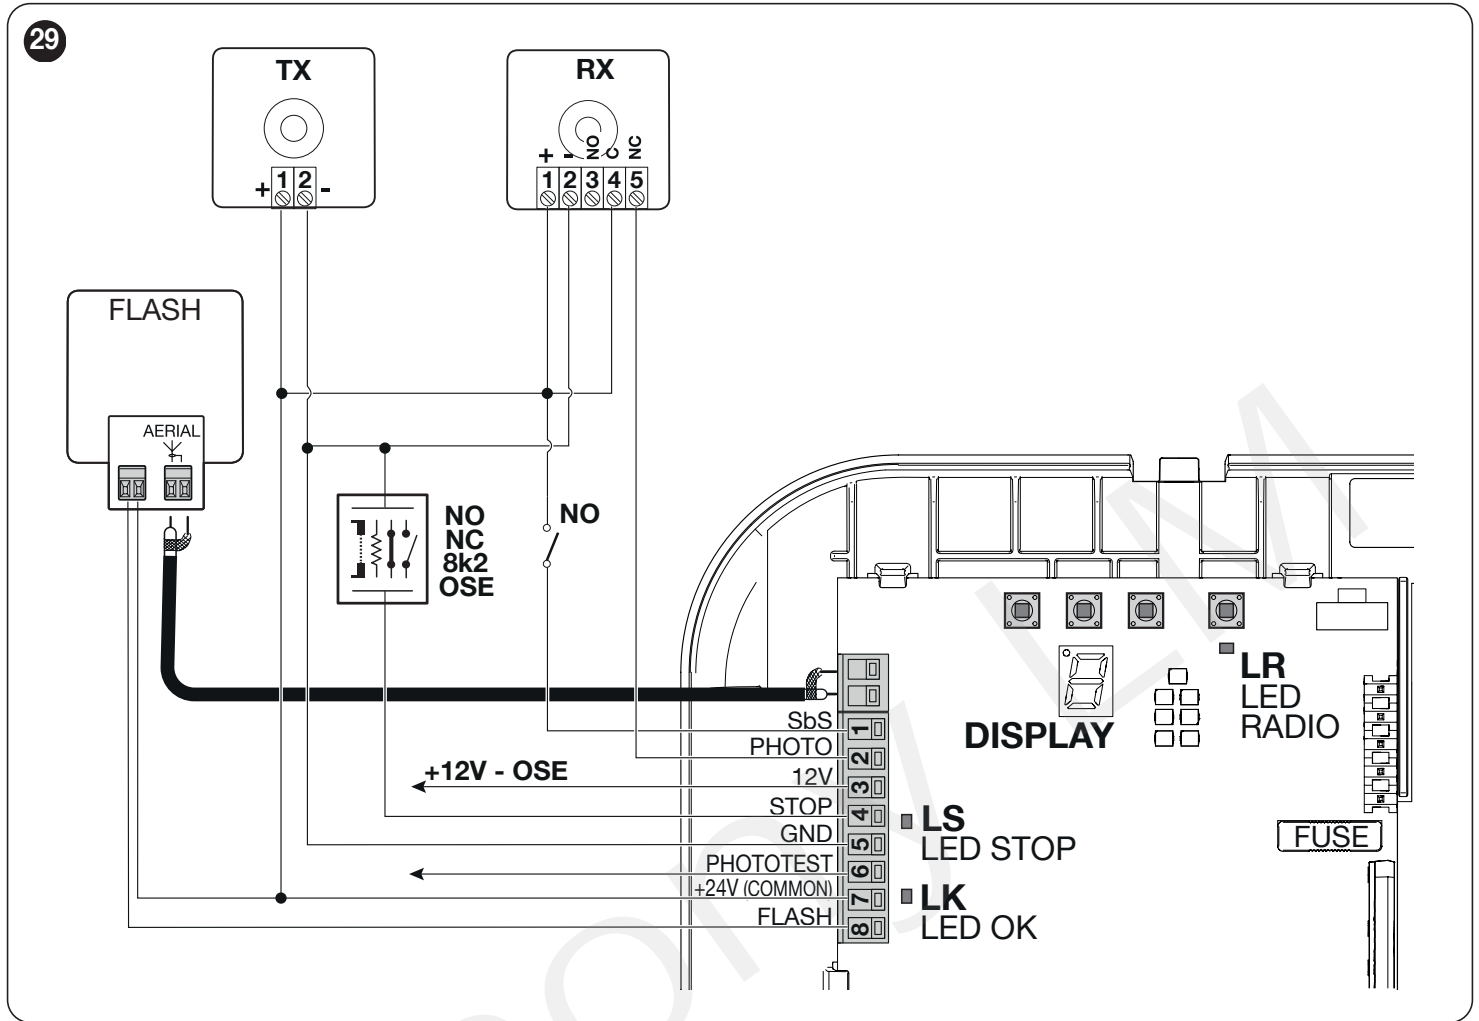 29
TX
+ 1 2 -
RX
+ - NO C NC
1 2 3 4 5
FLASH
AERIAL
NO
NC
8k2
OSE
NO
SbS 1
PHOTO 2
+12V - OSE
12V 3
STOP 4
GND 5
PHOTOTEST 6
+24V (COMMON) 7
FLASH 8
DISPLAY
LR
LED
RADIO
LS
LED STOP
LK
LED OK
FUSE